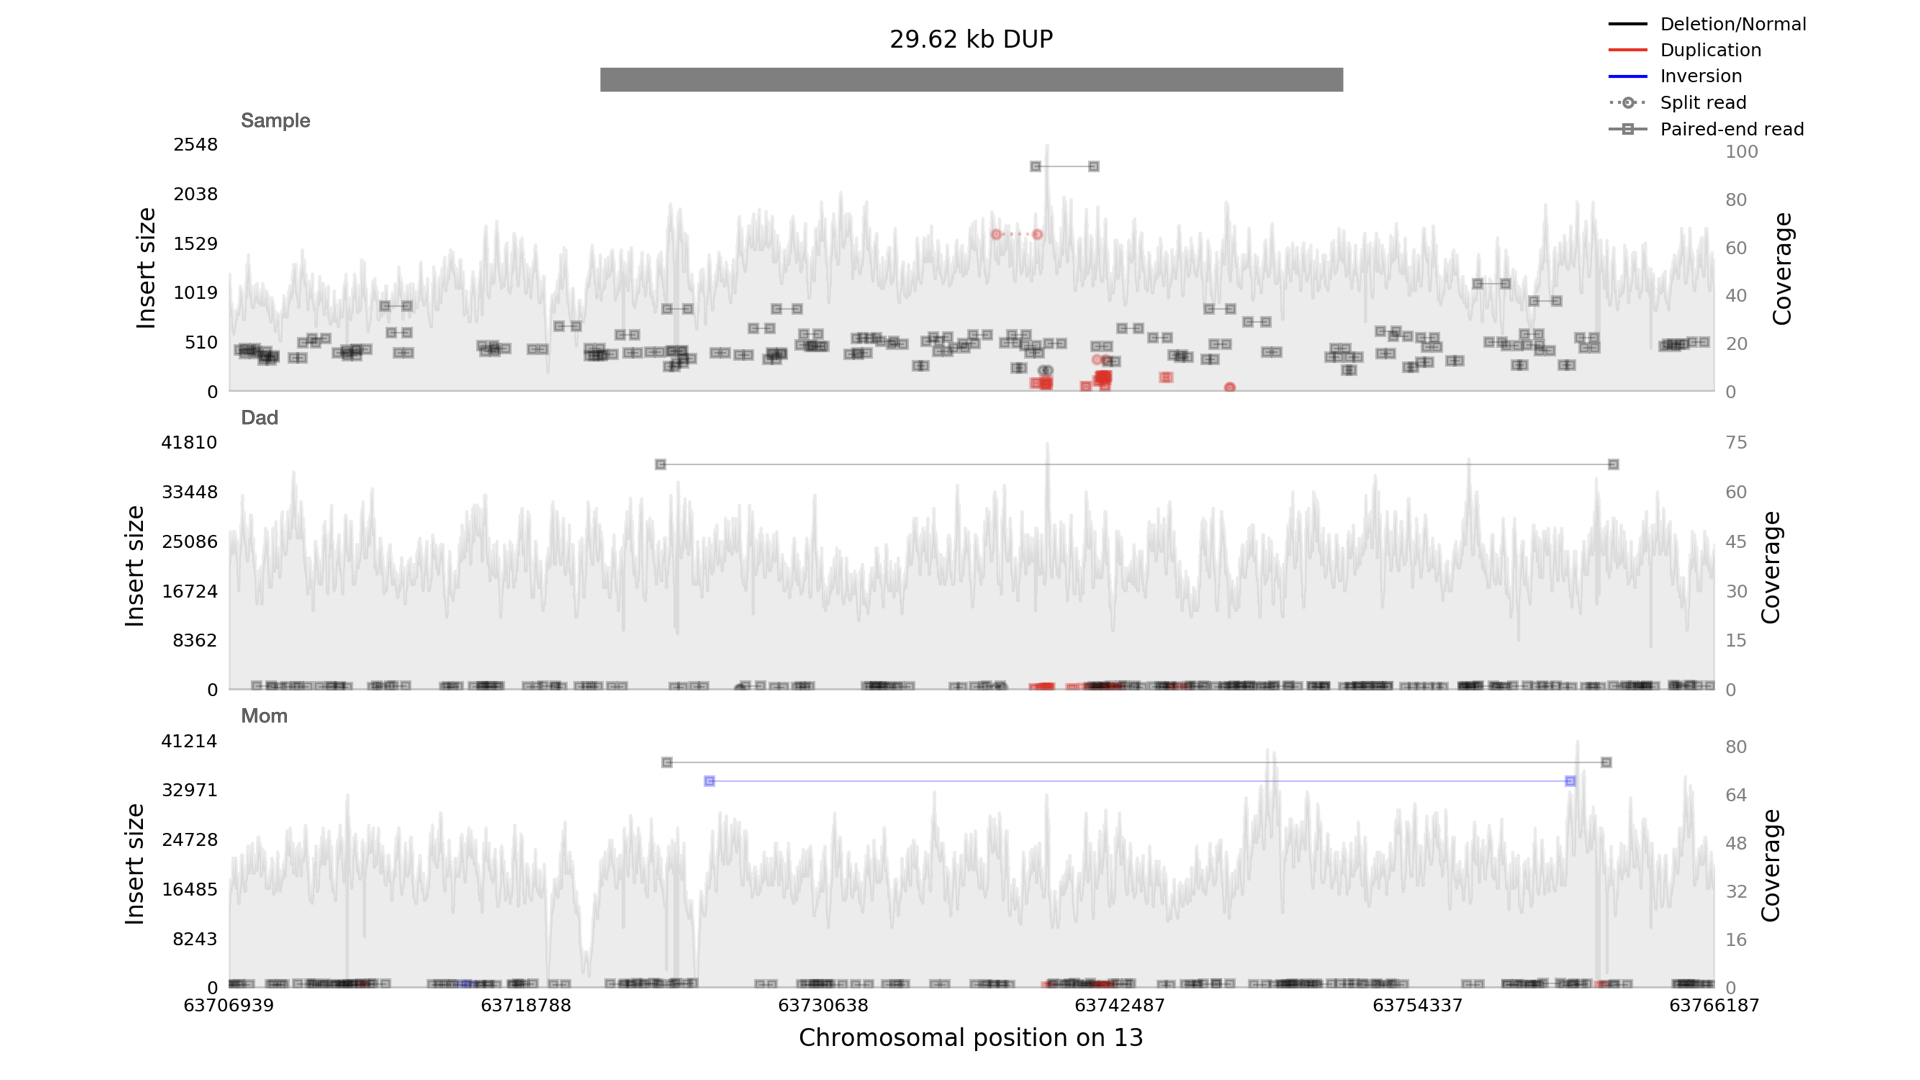 29.62 kb DUP
Deletion/Normal
Duplication
Inversion
Split read
Paired-end read
Sample
2548
2038
1529
1019
510
0
Insert size
100
80
60
40
20
0
Coverage
Dad
41810
33448
25086
16724
8362
0
Insert size
75
60
45
30
15
0
Coverage
Mom
41214
32971
24728
16485
8243
0
Insert size
80
64
48
32
16
0
Coverage
63706939 63718788 63730638 63742487 63754337 63766187
Chromosomal position on 13